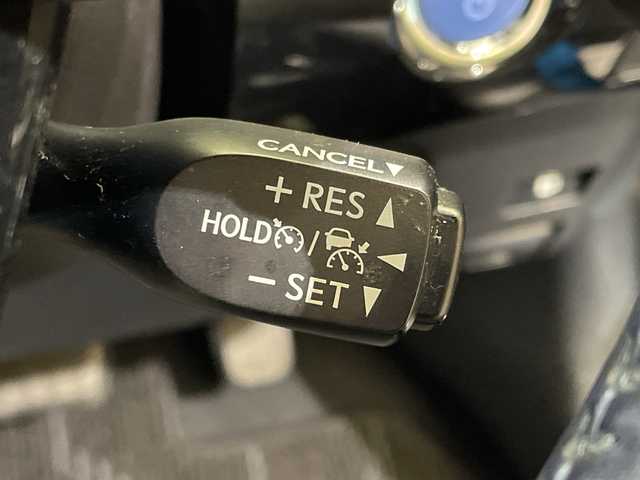 CANCEL
+ RES
HOLD /
− SET